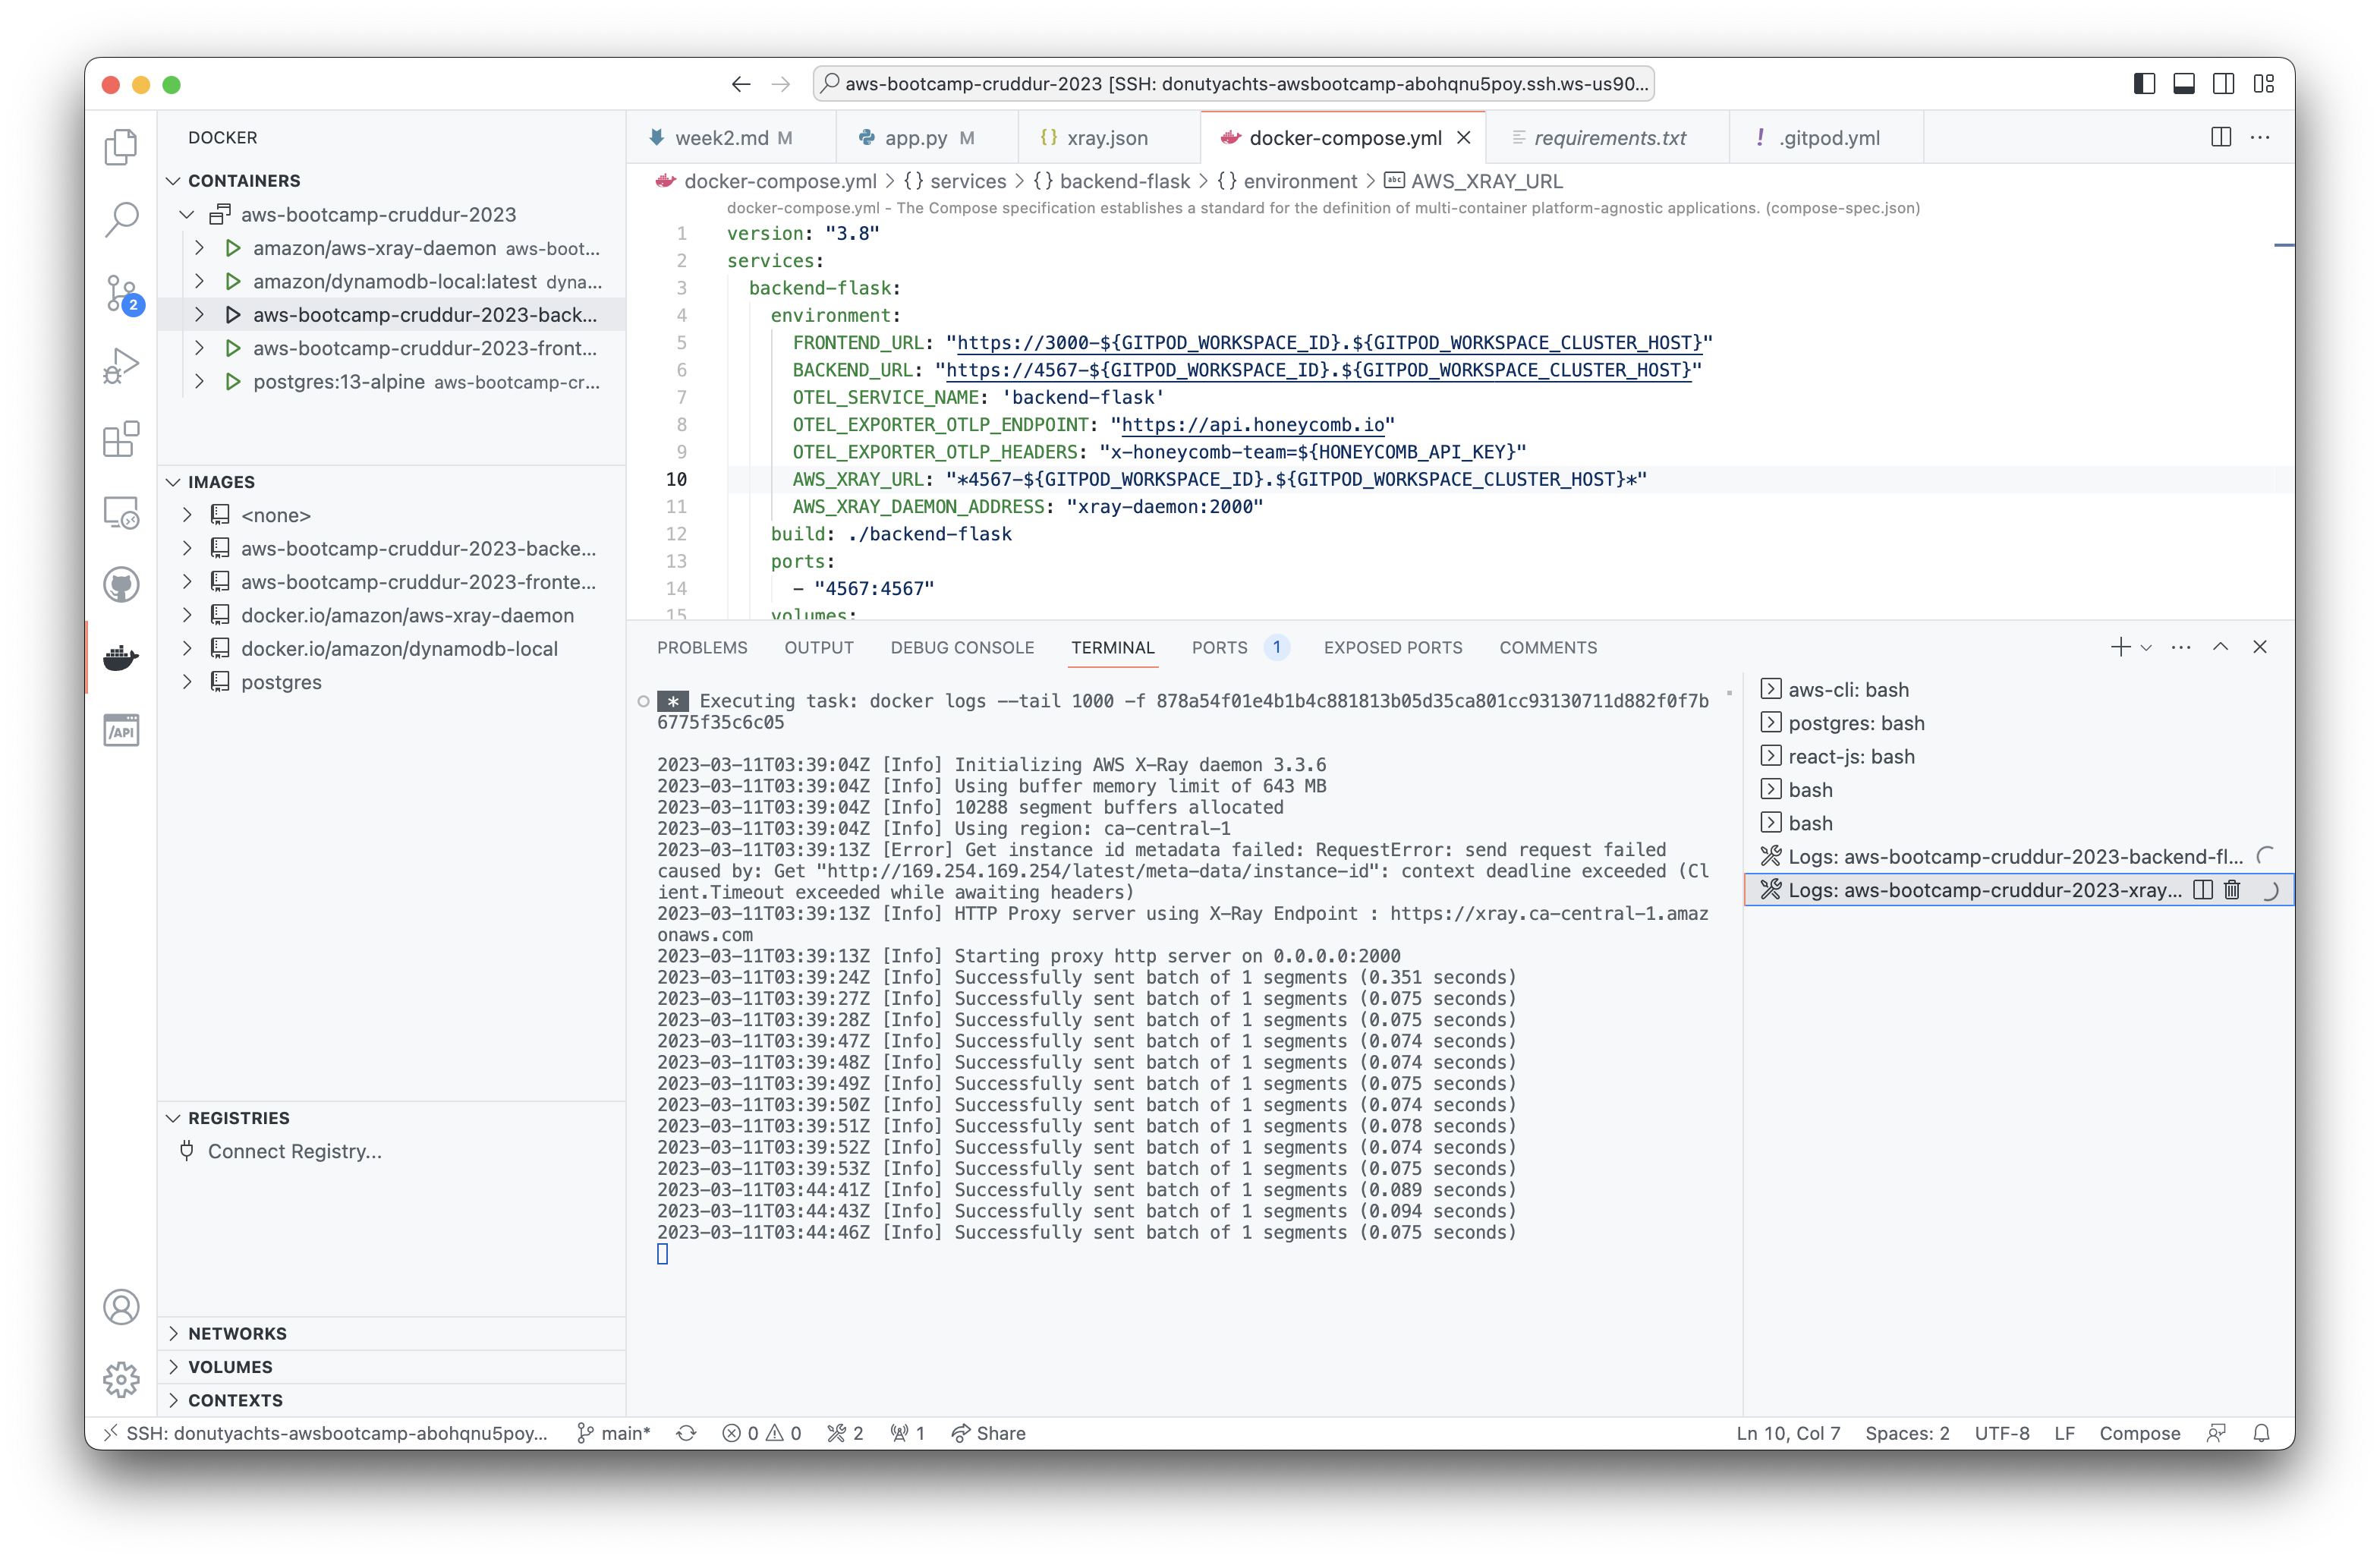 aws-bootcamp-cruddur-2023 [SSH: donutyachts-awsbootcamp-abohqnu5poy.ssh.ws-us90...
DOCKER
CONTAINERS
aws-bootcamp-cruddur-2023
amazon/aws-xray-daemon aws-boot...
amazon/dynamodb-local:latest dyna...
aws-bootcamp-cruddur-2023-back...
aws-bootcamp-cruddur-2023-front...
postgres:13-alpine aws-bootcamp-cr...
IMAGES
<none>
aws-bootcamp-cruddur-2023-backe...
aws-bootcamp-cruddur-2023-fronte...
docker.io/amazon/aws-xray-daemon
docker.io/amazon/dynamodb-local
postgres
REGISTRIES
Connect Registry...
NETWORKS
VOLUMES
CONTEXTS
2
/API
week2.md M
app.py M
{} xray.json
docker-compose.yml
requirements.txt
! .gitpod.yml
docker-compose.yml > {} services > {} backend-flask > {} environment > abc AWS_XRAY_URL
docker-compose.yml - The Compose specification establishes a standard for the definition of multi-container platform-agnostic applications. (compose-spec.json)
1 version: "3.8"
2 services:
3 backend-flask:
4 environment:
5 FRONTEND_URL: "https://3000-${GITPOD_WORKSPACE_ID}.${GITPOD_WORKSPACE_CLUSTER_HOST}"
6 BACKEND_URL: "https://4567-${GITPOD_WORKSPACE_ID}.${GITPOD_WORKSPACE_CLUSTER_HOST}"
7 OTEL_SERVICE_NAME: 'backend-flask'
8 OTEL_EXPORTER_OTLP_ENDPOINT: "https://api.honeycomb.io"
9 OTEL_EXPORTER_OTLP_HEADERS: "x-honeycomb-team=${HONEYCOMB_API_KEY}"
10 AWS_XRAY_URL: "*4567-${GITPOD_WORKSPACE_ID}.${GITPOD_WORKSPACE_CLUSTER_HOST}*"
11 AWS_XRAY_DAEMON_ADDRESS: "xray-daemon:2000"
12 build: ./backend-flask
13 ports:
14 - "4567:4567"
15 volumes:
PROBLEMS OUTPUT DEBUG CONSOLE TERMINAL PORTS 1 EXPOSED PORTS COMMENTS
* Executing task: docker logs --tail 1000 -f 878a54f01e4b1b4c881813b05d35ca801cc93130711d882f0f7b
6775f35c6c05
2023-03-11T03:39:04Z [Info] Initializing AWS X-Ray daemon 3.3.6
2023-03-11T03:39:04Z [Info] Using buffer memory limit of 643 MB
2023-03-11T03:39:04Z [Info] 10288 segment buffers allocated
2023-03-11T03:39:04Z [Info] Using region: ca-central-1
2023-03-11T03:39:13Z [Error] Get instance id metadata failed: RequestError: send request failed
caused by: Get "http://169.254.169.254/latest/meta-data/instance-id": context deadline exceeded (Cl
ient.Timeout exceeded while awaiting headers)
2023-03-11T03:39:13Z [Info] HTTP Proxy server using X-Ray Endpoint : https://xray.ca-central-1.amaz
onaws.com
2023-03-11T03:39:13Z [Info] Starting proxy http server on 0.0.0.0:2000
2023-03-11T03:39:24Z [Info] Successfully sent batch of 1 segments (0.351 seconds)
2023-03-11T03:39:27Z [Info] Successfully sent batch of 1 segments (0.075 seconds)
2023-03-11T03:39:28Z [Info] Successfully sent batch of 1 segments (0.075 seconds)
2023-03-11T03:39:47Z [Info] Successfully sent batch of 1 segments (0.074 seconds)
2023-03-11T03:39:48Z [Info] Successfully sent batch of 1 segments (0.074 seconds)
2023-03-11T03:39:49Z [Info] Successfully sent batch of 1 segments (0.075 seconds)
2023-03-11T03:39:50Z [Info] Successfully sent batch of 1 segments (0.074 seconds)
2023-03-11T03:39:51Z [Info] Successfully sent batch of 1 segments (0.078 seconds)
2023-03-11T03:39:52Z [Info] Successfully sent batch of 1 segments (0.074 seconds)
2023-03-11T03:39:53Z [Info] Successfully sent batch of 1 segments (0.075 seconds)
2023-03-11T03:44:41Z [Info] Successfully sent batch of 1 segments (0.089 seconds)
2023-03-11T03:44:43Z [Info] Successfully sent batch of 1 segments (0.094 seconds)
2023-03-11T03:44:46Z [Info] Successfully sent batch of 1 segments (0.075 seconds)
aws-cli: bash
postgres: bash
react-js: bash
bash
bash
Logs: aws-bootcamp-cruddur-2023-backend-fl...
Logs: aws-bootcamp-cruddur-2023-xray...
SSH: donutyachts-awsbootcamp-abohqnu5poy... main* 0 0 2 1 Share Ln 10, Col 7 Spaces: 2 UTF-8 LF Compose